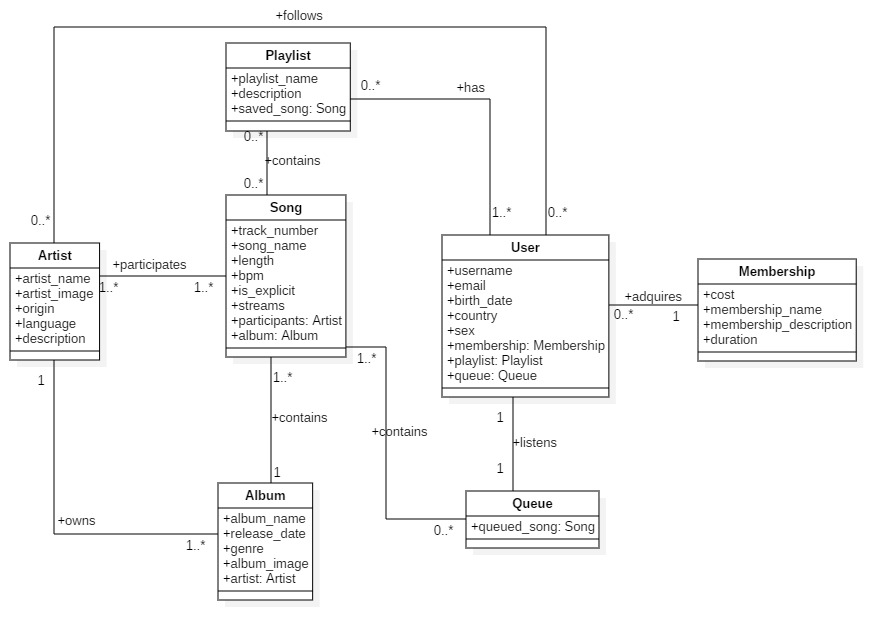 +follows
Playlist
+playlist_name
+description
+saved_song: Song
0..*
+has
0..*
+contains
0..*
Song
+track_number
+song_name
+length
+bpm
+is_explicit
+streams
+participants: Artist
+album: Album
0..*
Artist
+artist_name
+artist_image
+origin
+language
+description
+participates
1..*
1..*
1..*
0..*
User
+username
+email
+birth_date
+country
+sex
+membership: Membership
+playlist: Playlist
+queue: Queue
+adquires
0..*
1
Membership
+cost
+membership_name
+membership_description
+duration
1
1..*
1..*
+contains
+contains
1
+listens
1
1
Album
+album_name
+release_date
+genre
+album_image
+artist: Artist
+owns
1..*
0..*
Queue
+queued_song: Song